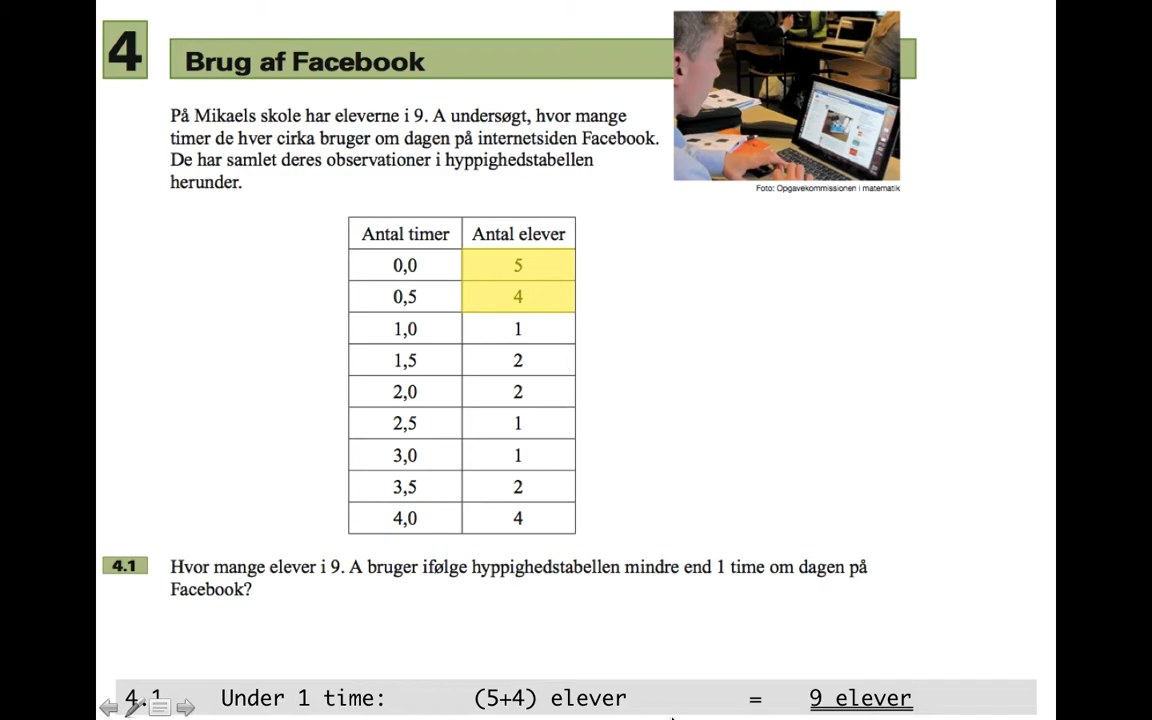 4
Brug af Facebook
På Mikaels skole har eleverne i 9. A undersøgt, hvor mange
timer de hver cirka bruger om dagen på internetsiden Facebook.
De har samlet deres observationer i hyppighedstabellen
herunder.
Foto: Opgavekommissionen i matematik
Antal timer Antal elever
0,0 5
0,5 4
1,0 1
1,5 2
2,0 2
2,5 1
3,0 1
3,5 2
4,0 4
4.1 Hvor mange elever i 9. A bruger ifølge hyppighedstabellen mindre end 1 time om dagen på
Facebook?
4.1 Under 1 time: (5+4) elever = 9 elever